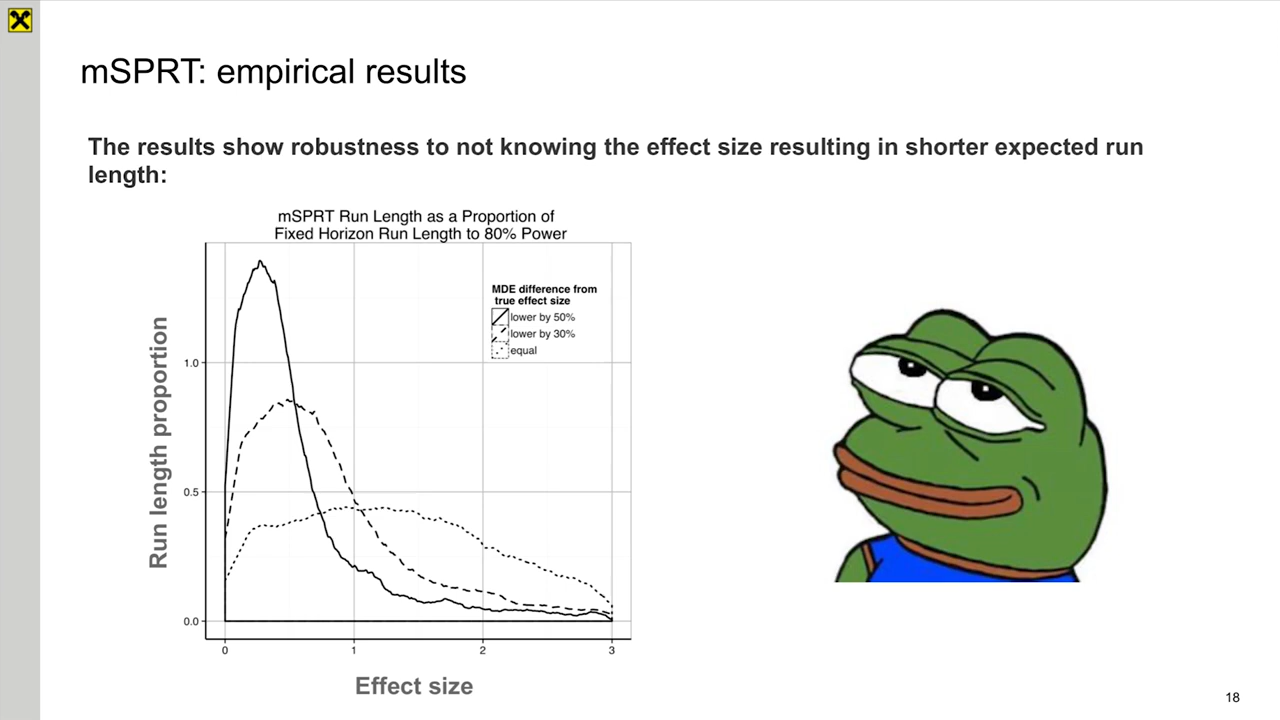 mSPRT: empirical results
The results show robustness to not knowing the effect size resulting in shorter expected run
length:
mSPRT Run Length as a Proportion of
Fixed Horizon Run Length to 80% Power
MDE difference from
true effect size
lower by 50%
lower by 30%
equal
Run length proportion
1.0
0.5
0.0
0 1 2 3
Effect size
18